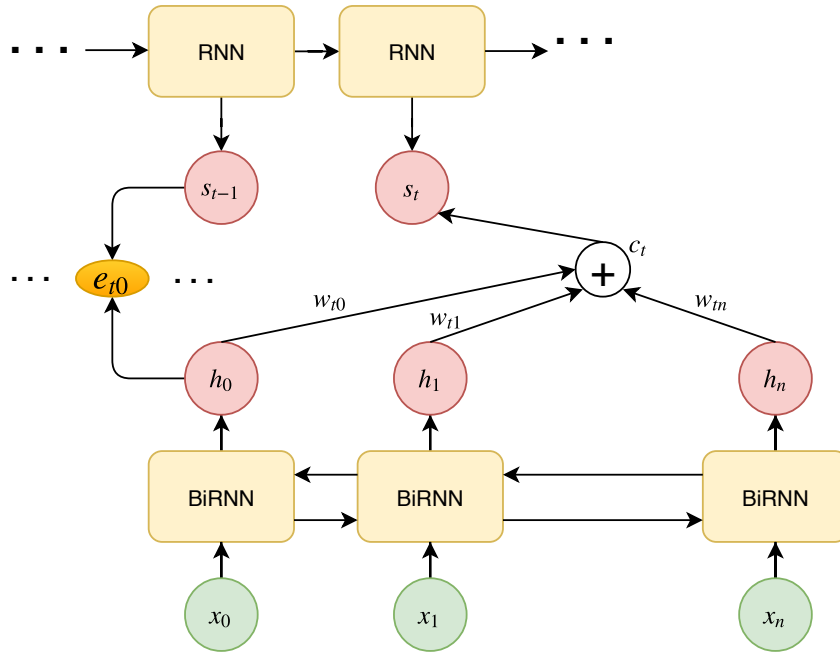 ... RNN RNN ...
s_{t-1} s_t
c_t
... e_{t0} ... +
w_{t0} w_{t1} w_{tn}
h_0 h_1 h_n
BiRNN BiRNN BiRNN
x_0 x_1 x_n